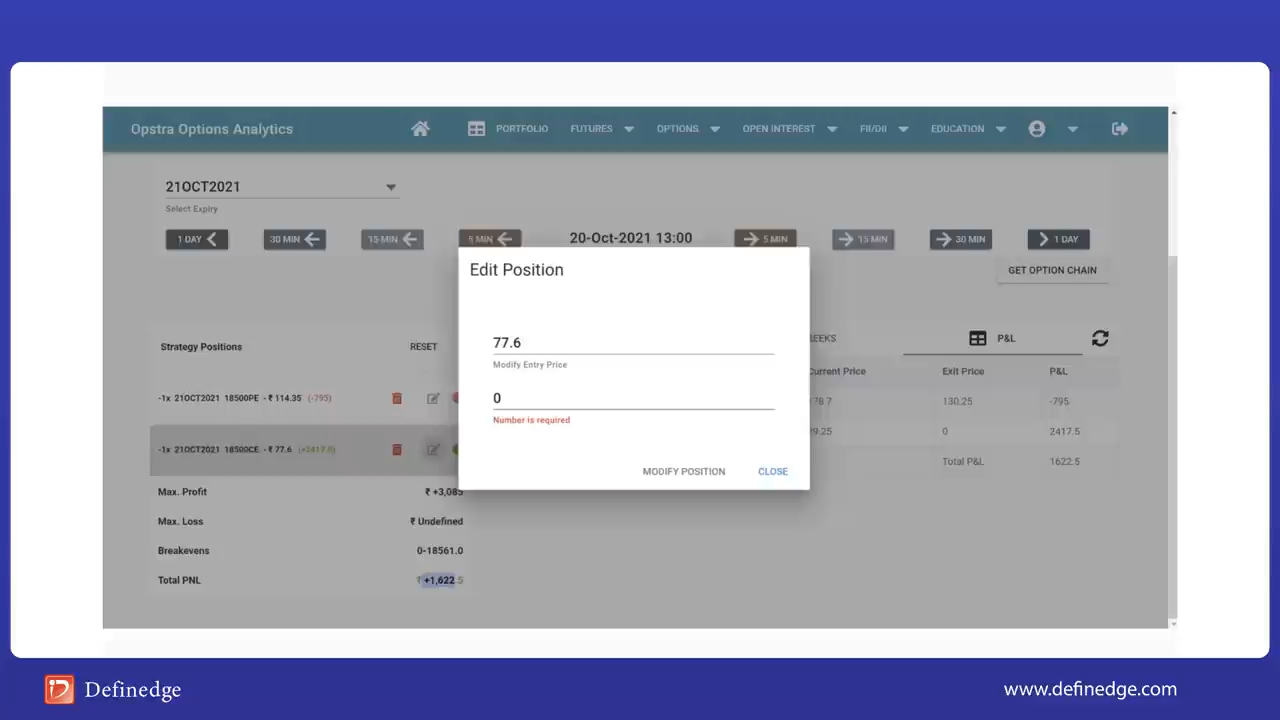 Opstra Options Analytics
PORTFOLIO FUTURES OPTIONS OPEN INTEREST FII/DII EDUCATION
21OCT2021
Select Expiry
1 DAY 30 MIN 15 MIN 5 MIN 20-Oct-2021 13:00 5 MIN 15 MIN 30 MIN 1 DAY
GET OPTION CHAIN
Edit Position
77.6
Modify Entry Price
0
Number is required
MODIFY POSITION CLOSE
Strategy Positions RESET
-1x 21OCT2021 18500PE - ₹ 114.35 (-795)
-1x 21OCT2021 18500CE - ₹ 77.6 (+2417.5)
Max. Profit ₹ +3,085
Max. Loss ₹ Undefined
Breakevens 0-18561.0
Total PNL ₹ +1,622.5
P&L
Current Price Exit Price P&L
130.25 -795
0 2417.5
Total P&L 1622.5
Definedge
www.definedge.com